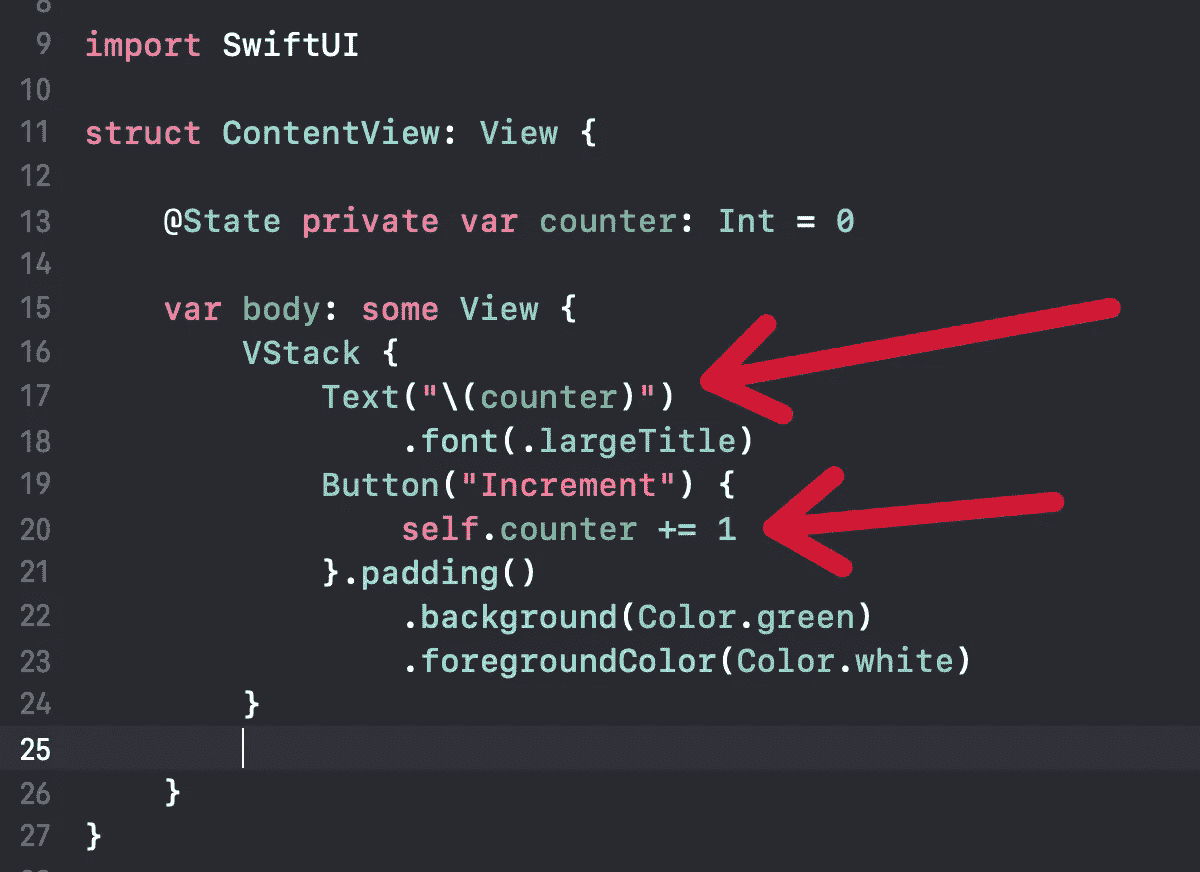 9 import SwiftUI
10
11 struct ContentView: View {
12
13     @State private var counter: Int = 0
14
15     var body: some View {
16         VStack {
17             Text("\(counter)")
18                 .font(.largeTitle)
19             Button("Increment") {
20                 self.counter += 1
21             }.padding()
22                 .background(Color.green)
23                 .foregroundColor(Color.white)
24         }
25
26     }
27 }